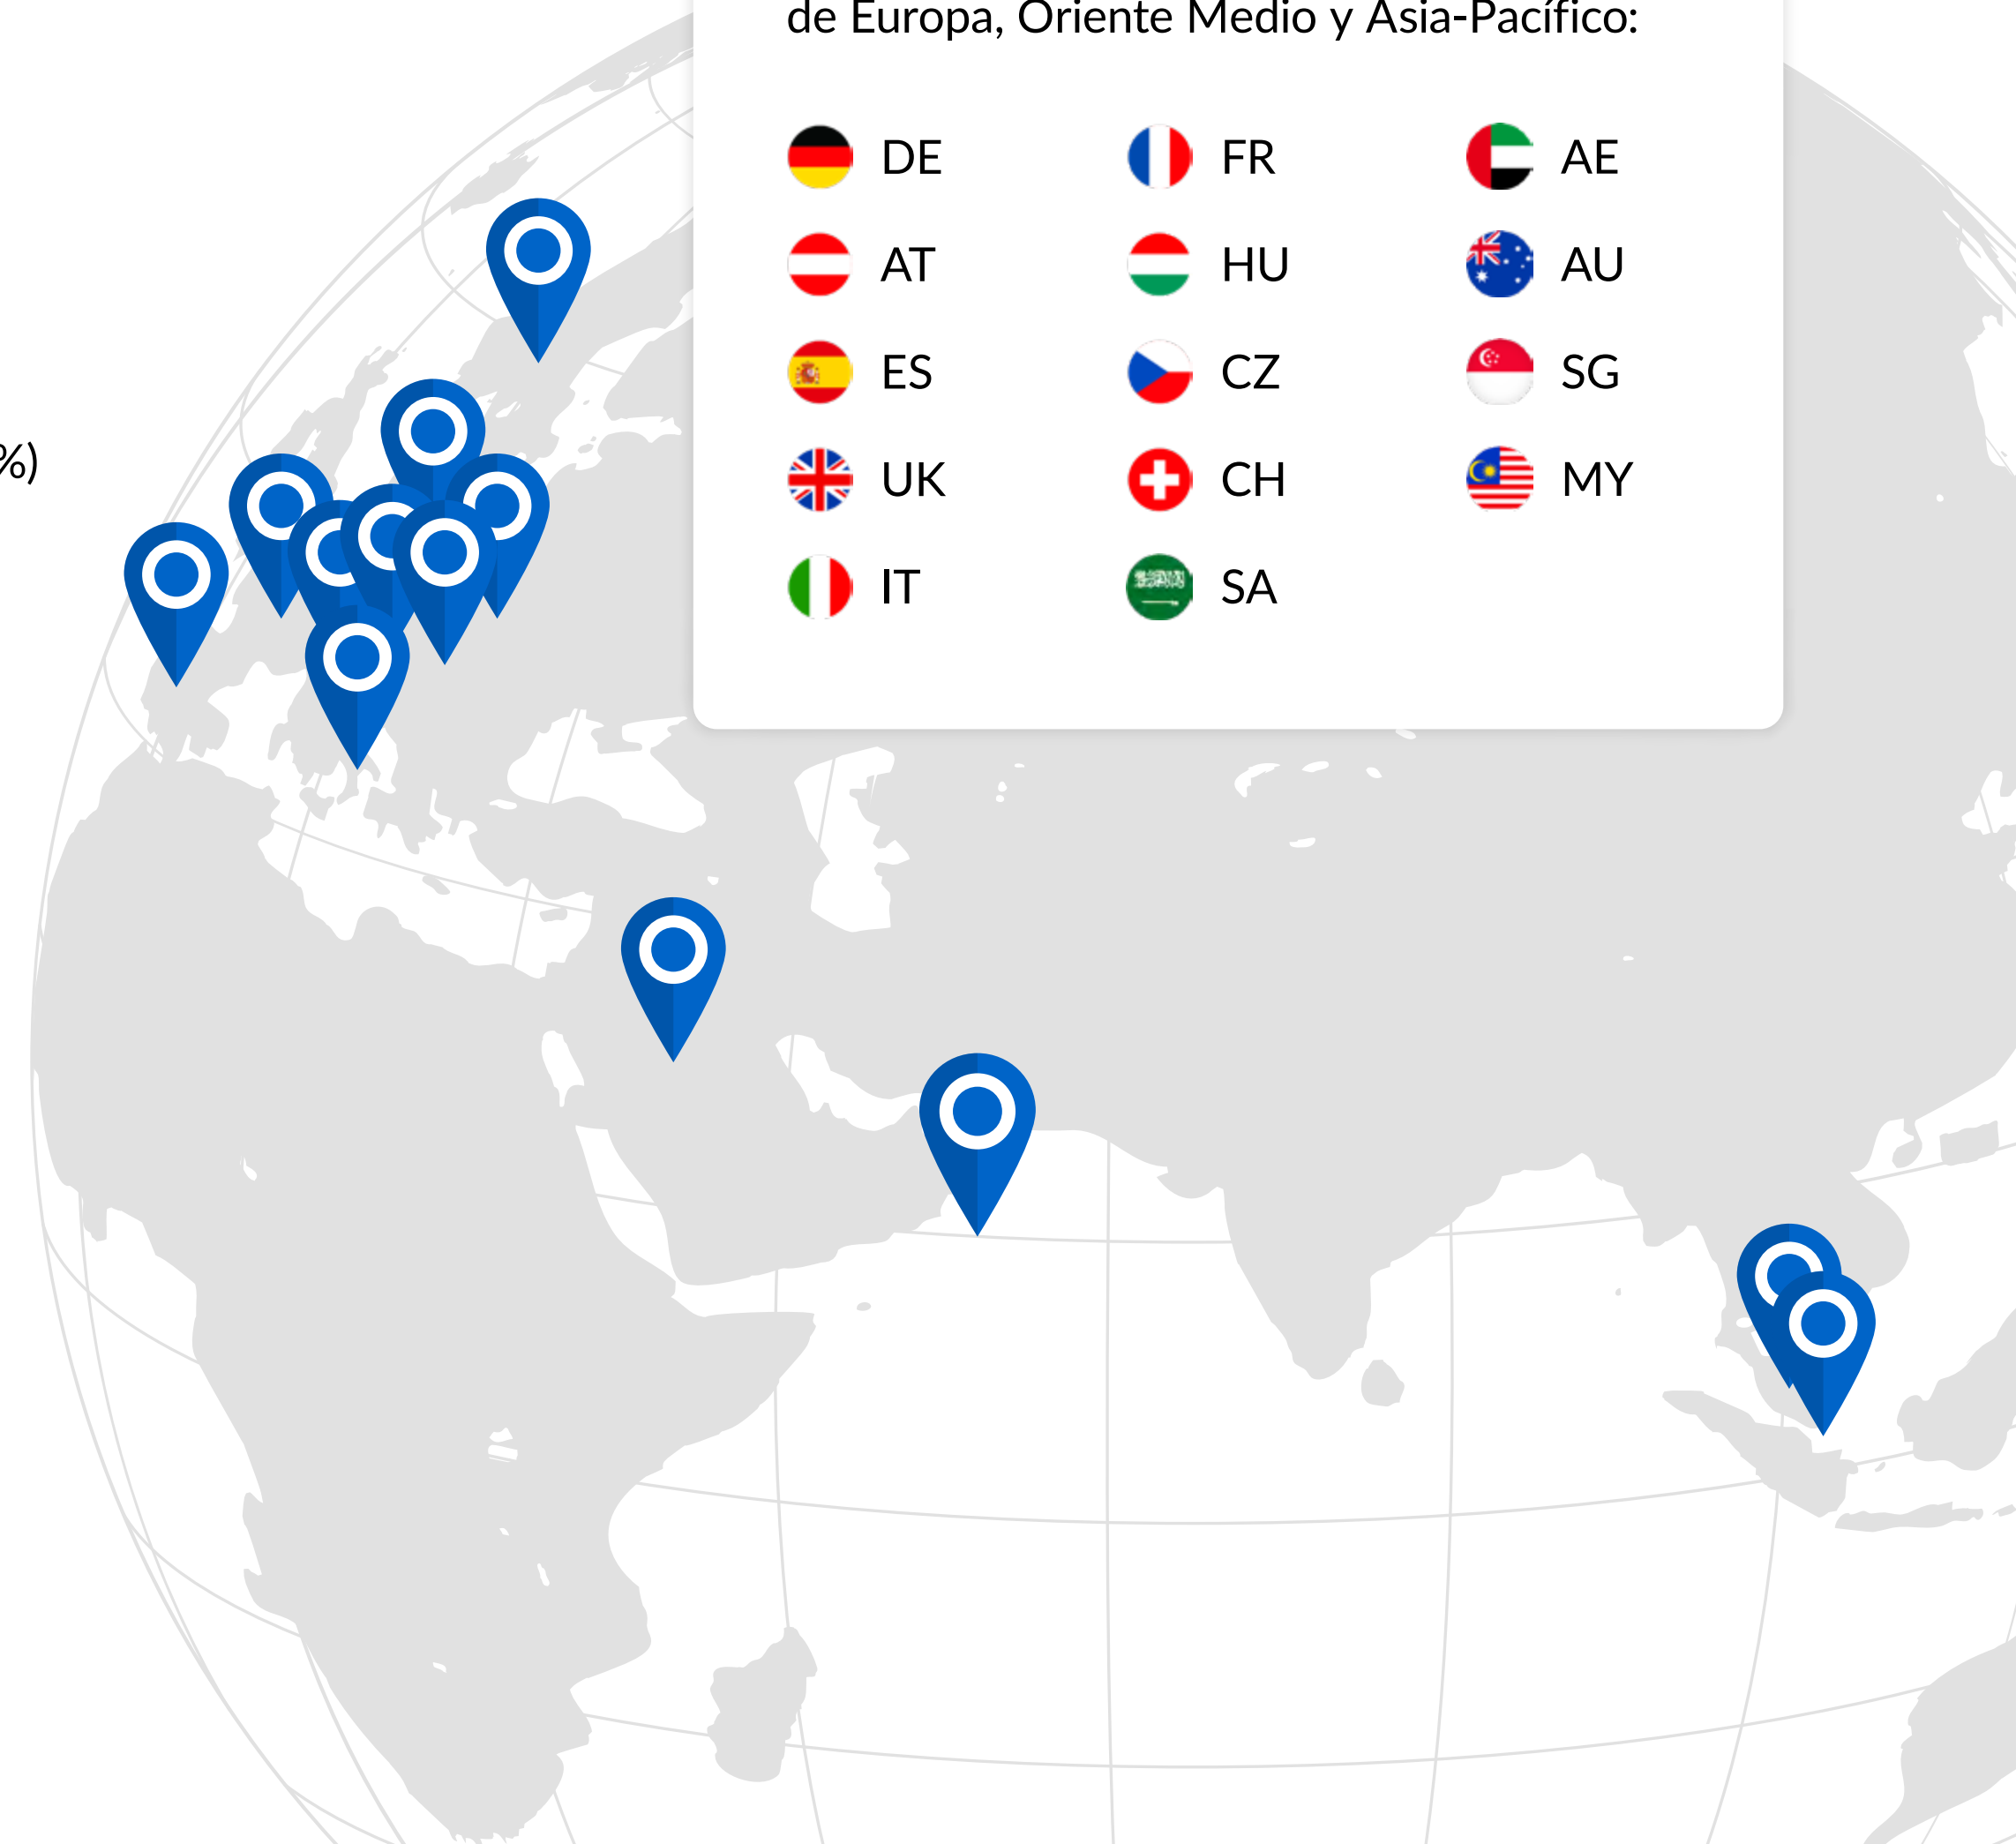 de Europa, Oriente Medio y Asia-Pacífico:
DE FR AE
AT HU AU
ES CZ SG
%)
UK CH MY
IT SA